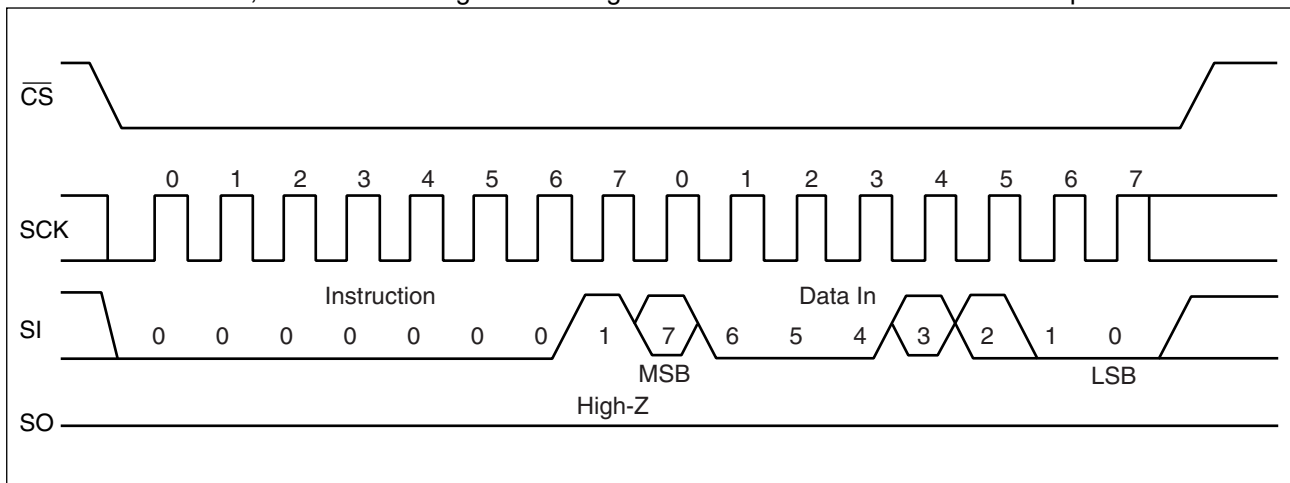 CS
0 1 2 3 4 5 6 7 0 1 2 3 4 5 6 7
SCK
Instruction Data In
SI 0 0 0 0 0 0 0 1 7 6 5 4 3 2 1 0
MSB LSB
High-Z
SO